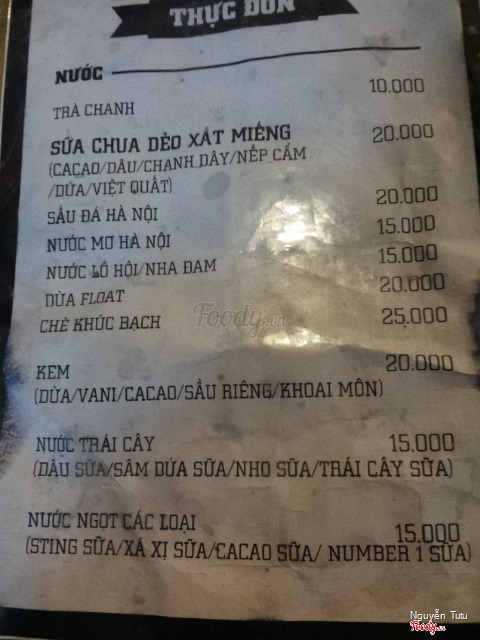 THỰC ĐƠN
NƯỚC
TRÀ CHANH 10.000
SỮA CHUA DẺO XẮT MIẾNG 20.000
(CACAO/DÂU/CHANH DÂY/NẾP CẨM
/DỪA/VIỆT QUẤT)
SẤU ĐÁ HÀ NỘI 20.000
NƯỚC MƠ HÀ NỘI 15.000
NƯỚC LÔ HỘI/NHA ĐAM 15.000
DỪA FLOAT 20.000
CHÈ KHÚC BẠCH 25.000
Foody.vn
KEM 20.000
(DỪA/VANI/CACAO/SẦU RIÊNG/KHOAI MÔN)
NƯỚC TRÁI CÂY 15.000
(DÂU SỮA/SÂM DỨA SỮA/NHO SỮA/TRÁI CÂY SỮA)
NƯỚC NGỌT CÁC LOẠI 15.000
(STING SỮA/XÁ XỊ SỮA/CACAO SỮA/ NUMBER 1 SỮA)
Nguyễn Tutu
Foody.vn